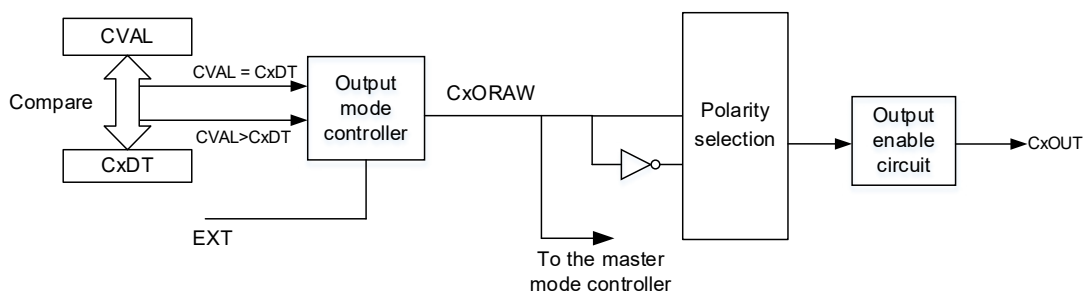 CVAL
Compare
CxDT
CVAL = CxDT
CVAL>CxDT
Output
mode
controller
EXT
CxORAW
To the master
mode controller
Polarity
selection
Output
enable
circuit
CxOUT